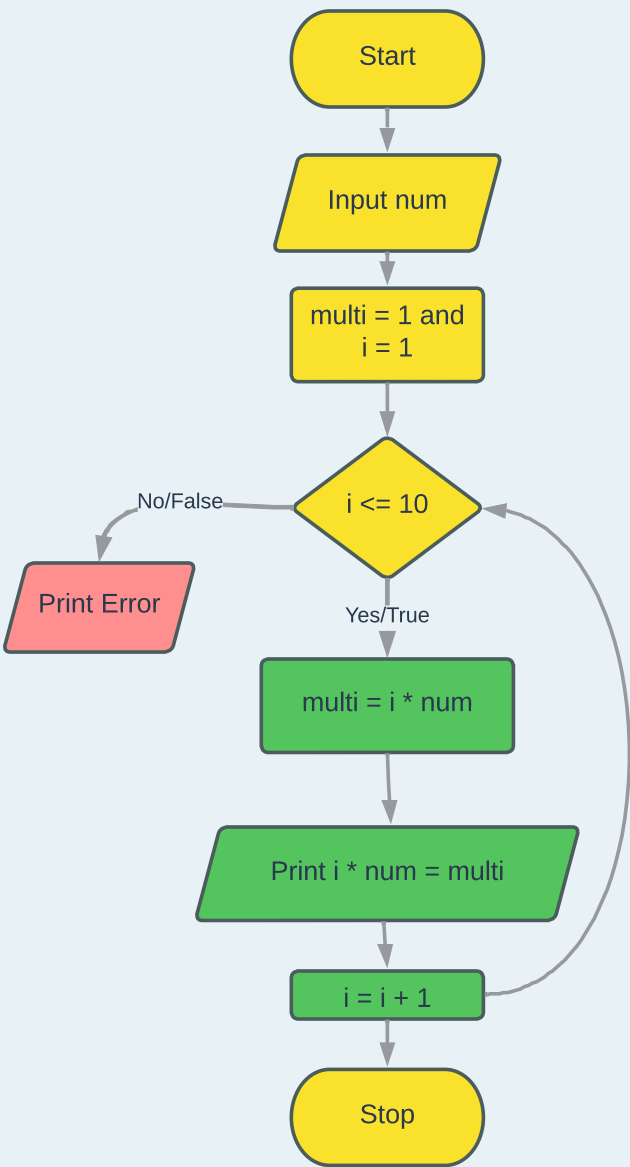 Start
Input num
multi = 1 and
i = 1
i <= 10
No/False
Print Error
Yes/True
multi = i * num
Print i * num = multi
i = i + 1
Stop